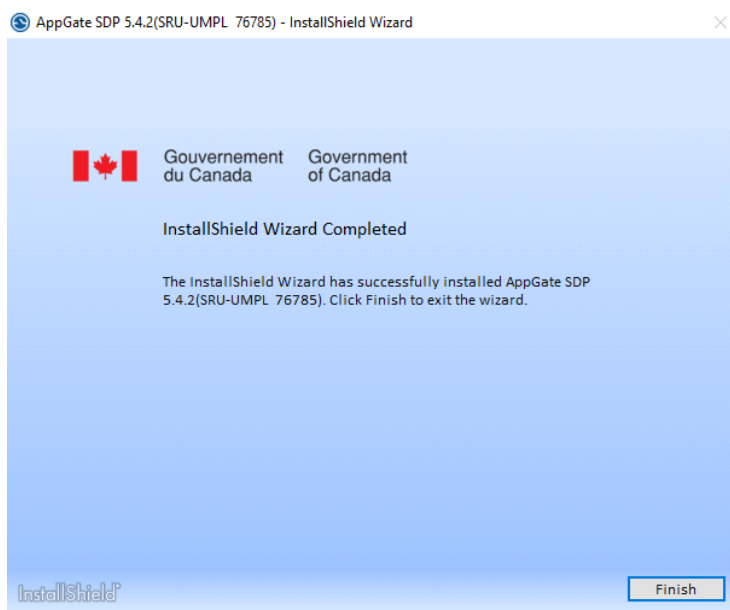 AppGate SDP 5.4.2(SRU-UMPL 76785) - InstallShield Wizard
Gouvernement du Canada
Government of Canada
InstallShield Wizard Completed
The InstallShield Wizard has successfully installed AppGate SDP
5.4.2(SRU-UMPL 76785). Click Finish to exit the wizard.
InstallShield
Finish